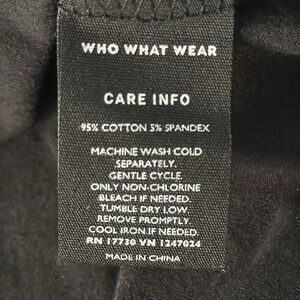 WHO WHAT WEAR
CARE INFO
95% COTTON 5% SPANDEX
MACHINE WASH COLD
SEPARATELY.
GENTLE CYCLE.
ONLY NON-CHLORINE
BLEACH IF NEEDED.
TUMBLE DRY LOW.
REMOVE PROMPTLY.
COOL IRON IF NEEDED.
RN 17730 VN 1247024
MADE IN CHINA